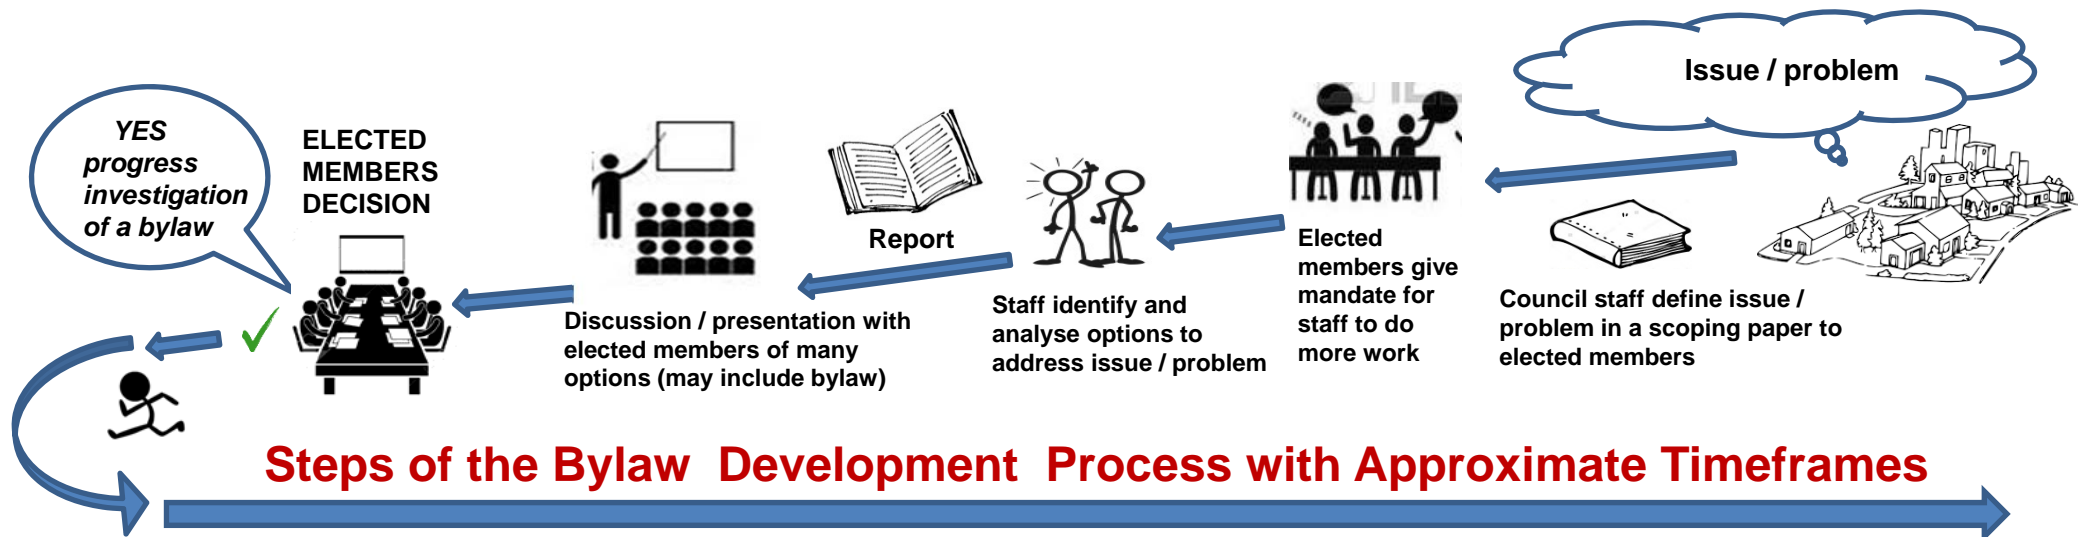 Issue / problem
Council staff define issue /
problem in a scoping paper to
elected members
Elected
members give
mandate for
staff to do
more work
Staff identify and
analyse options to
address issue / problem
Report
Discussion / presentation with
elected members of many
options (may include bylaw)
ELECTED
MEMBERS
DECISION
YES
progress
investigation
of a bylaw
Steps of the Bylaw Development Process with Approximate Timeframes